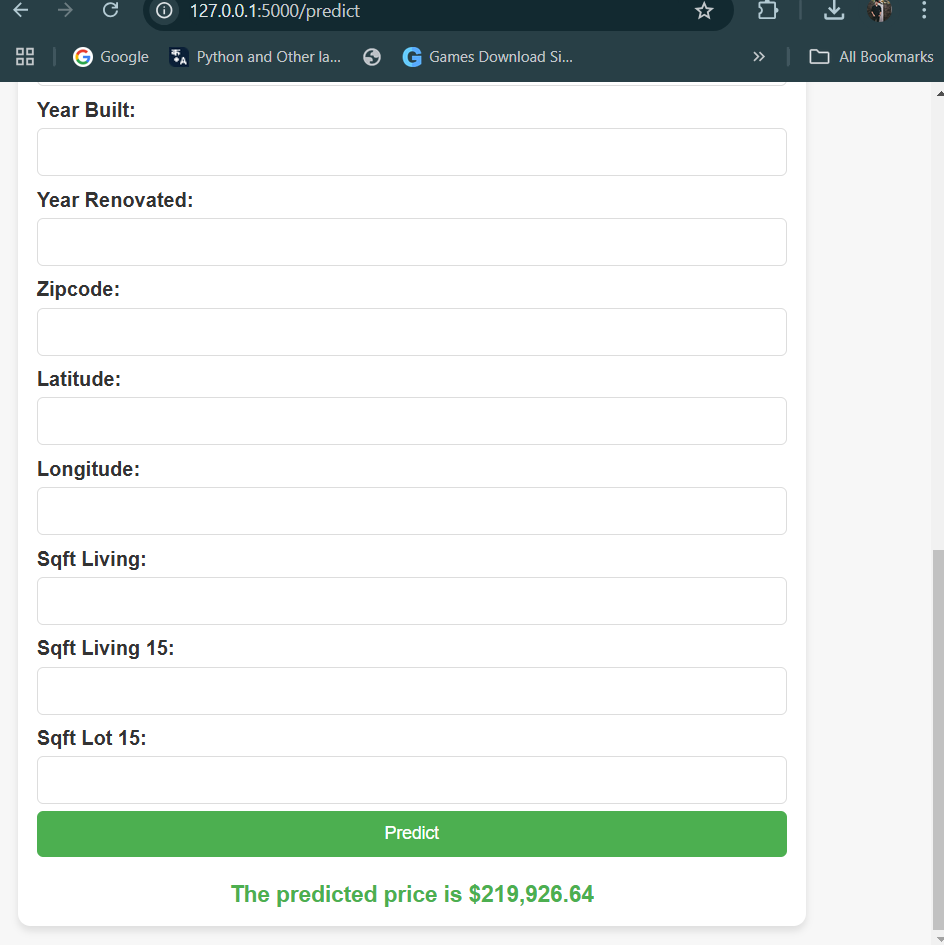 127.0.0.1:5000/predict
Google
Python and Other la...
Games Download Si...
All Bookmarks
Year Built:
Year Renovated:
Zipcode:
Latitude:
Longitude:
Sqft Living:
Sqft Living 15:
Sqft Lot 15:
Predict
The predicted price is $219,926.64